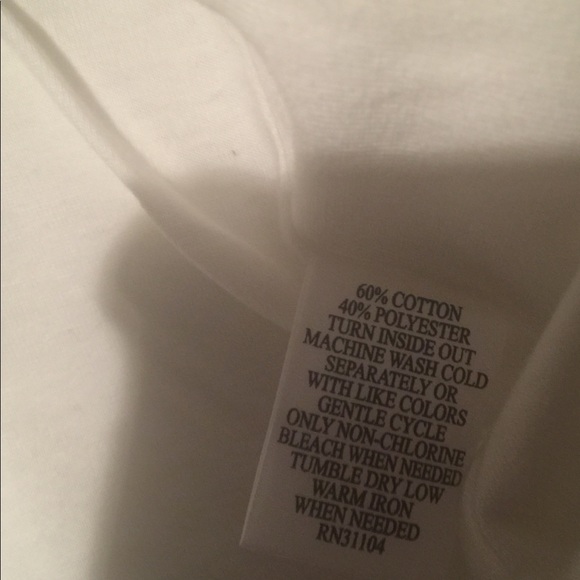 60% COTTON
40% POLYESTER
TURN INSIDE OUT
MACHINE WASH COLD
SEPARATELY OR
WITH LIKE COLORS
GENTLE CYCLE
ONLY NON-CHLORINE
BLEACH WHEN NEEDED
TUMBLE DRY LOW
WARM IRON
WHEN NEEDED
RN31104